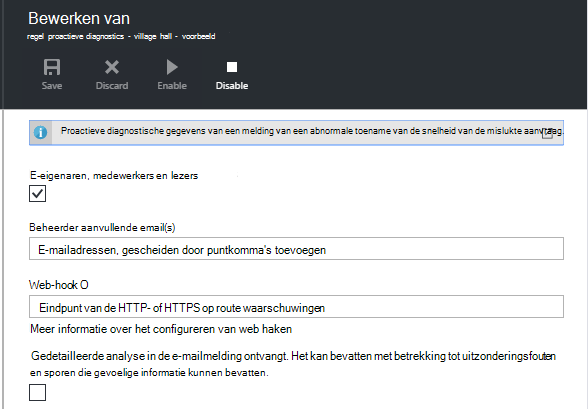 Bewerken van
regel proactieve diagnostics - village hall - voorbeeld
Save Discard Enable Disable
Proactieve diagnostische gegevens van een melding van een abnormale toename van de snelheid van de mislukte aanvraag.
E-eigenaren, medewerkers en lezers
Beheerder aanvullende email(s)
E-mailadressen, gescheiden door puntkomma's toevoegen
Web-hook O
Eindpunt van de HTTP- of HTTPS op route waarschuwingen
Meer informatie over het configureren van web haken
Gedetailleerde analyse in de e-mailmelding ontvangt. Het kan bevatten met betrekking tot uitzonderingsfouten
en sporen die gevoelige informatie kunnen bevatten.